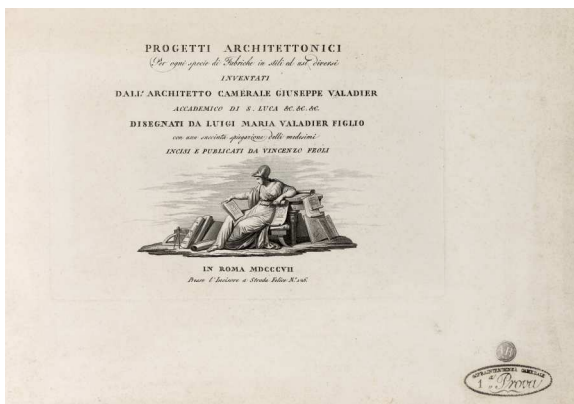 PROGETTI ARCHITETTONICI
Per ogni specie di Fabriche in stili ed usi diversi
INVENTATI
DALL' ARCHITETTO CAMERALE GIUSEPPE VALADIER
ACCADEMICO DI S. LUCA &C. &C. &C.
DISEGNATI DA LUIGI MARIA VALADIER FIGLIO
con una succinta spiegazione delli medesimi
INCISI E PUBLICATI DA VINCENZO FEOLI
IN ROMA MDCCCVII
Presso l'Incisore a Strada Felice N.
CAMERALE
1.a Prova